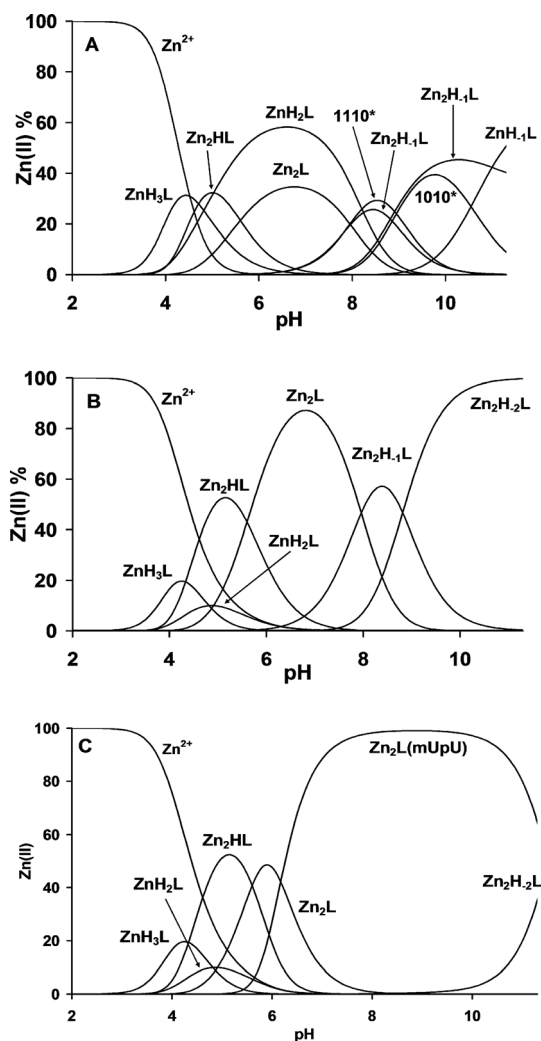 A
Zn(II) %
100
80
60
40
20
0
Zn²⁺
ZnH₃L
Zn₂HL
ZnH₂L
Zn₂L
1110*
Zn₂H₋₁L
Zn₂H₋₁L
1010*
ZnH₋₁L
2 4 6 8 10
pH
B
Zn(II) %
100
80
60
40
20
0
Zn²⁺
ZnH₃L
Zn₂HL
ZnH₂L
Zn₂L
Zn₂H₋₁L
Zn₂H₋₂L
2 4 6 8 10
pH
C
Zn(II)
100
80
60
40
20
0
Zn²⁺
ZnH₂L
ZnH₃L
Zn₂HL
Zn₂L
Zn₂L(mUpU)
Zn₂H₋₂L
2 4 6 8 10
pH